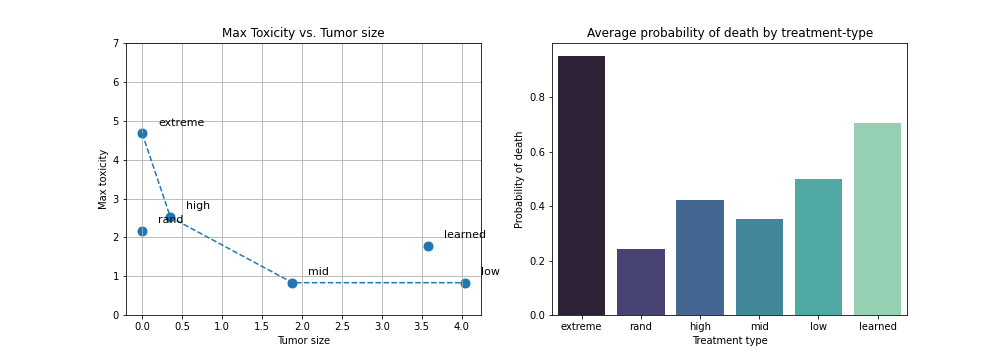 Max Toxicity vs. Tumor size
7
6
5
4
3
2
1
0
Max toxicity
extreme
high
rand
learned
mid
low
0.0 0.5 1.0 1.5 2.0 2.5 3.0 3.5 4.0
Tumor size
Average probability of death by treatment-type
0.8
0.6
0.4
0.2
0.0
Probability of death
extreme rand high mid low learned
Treatment type